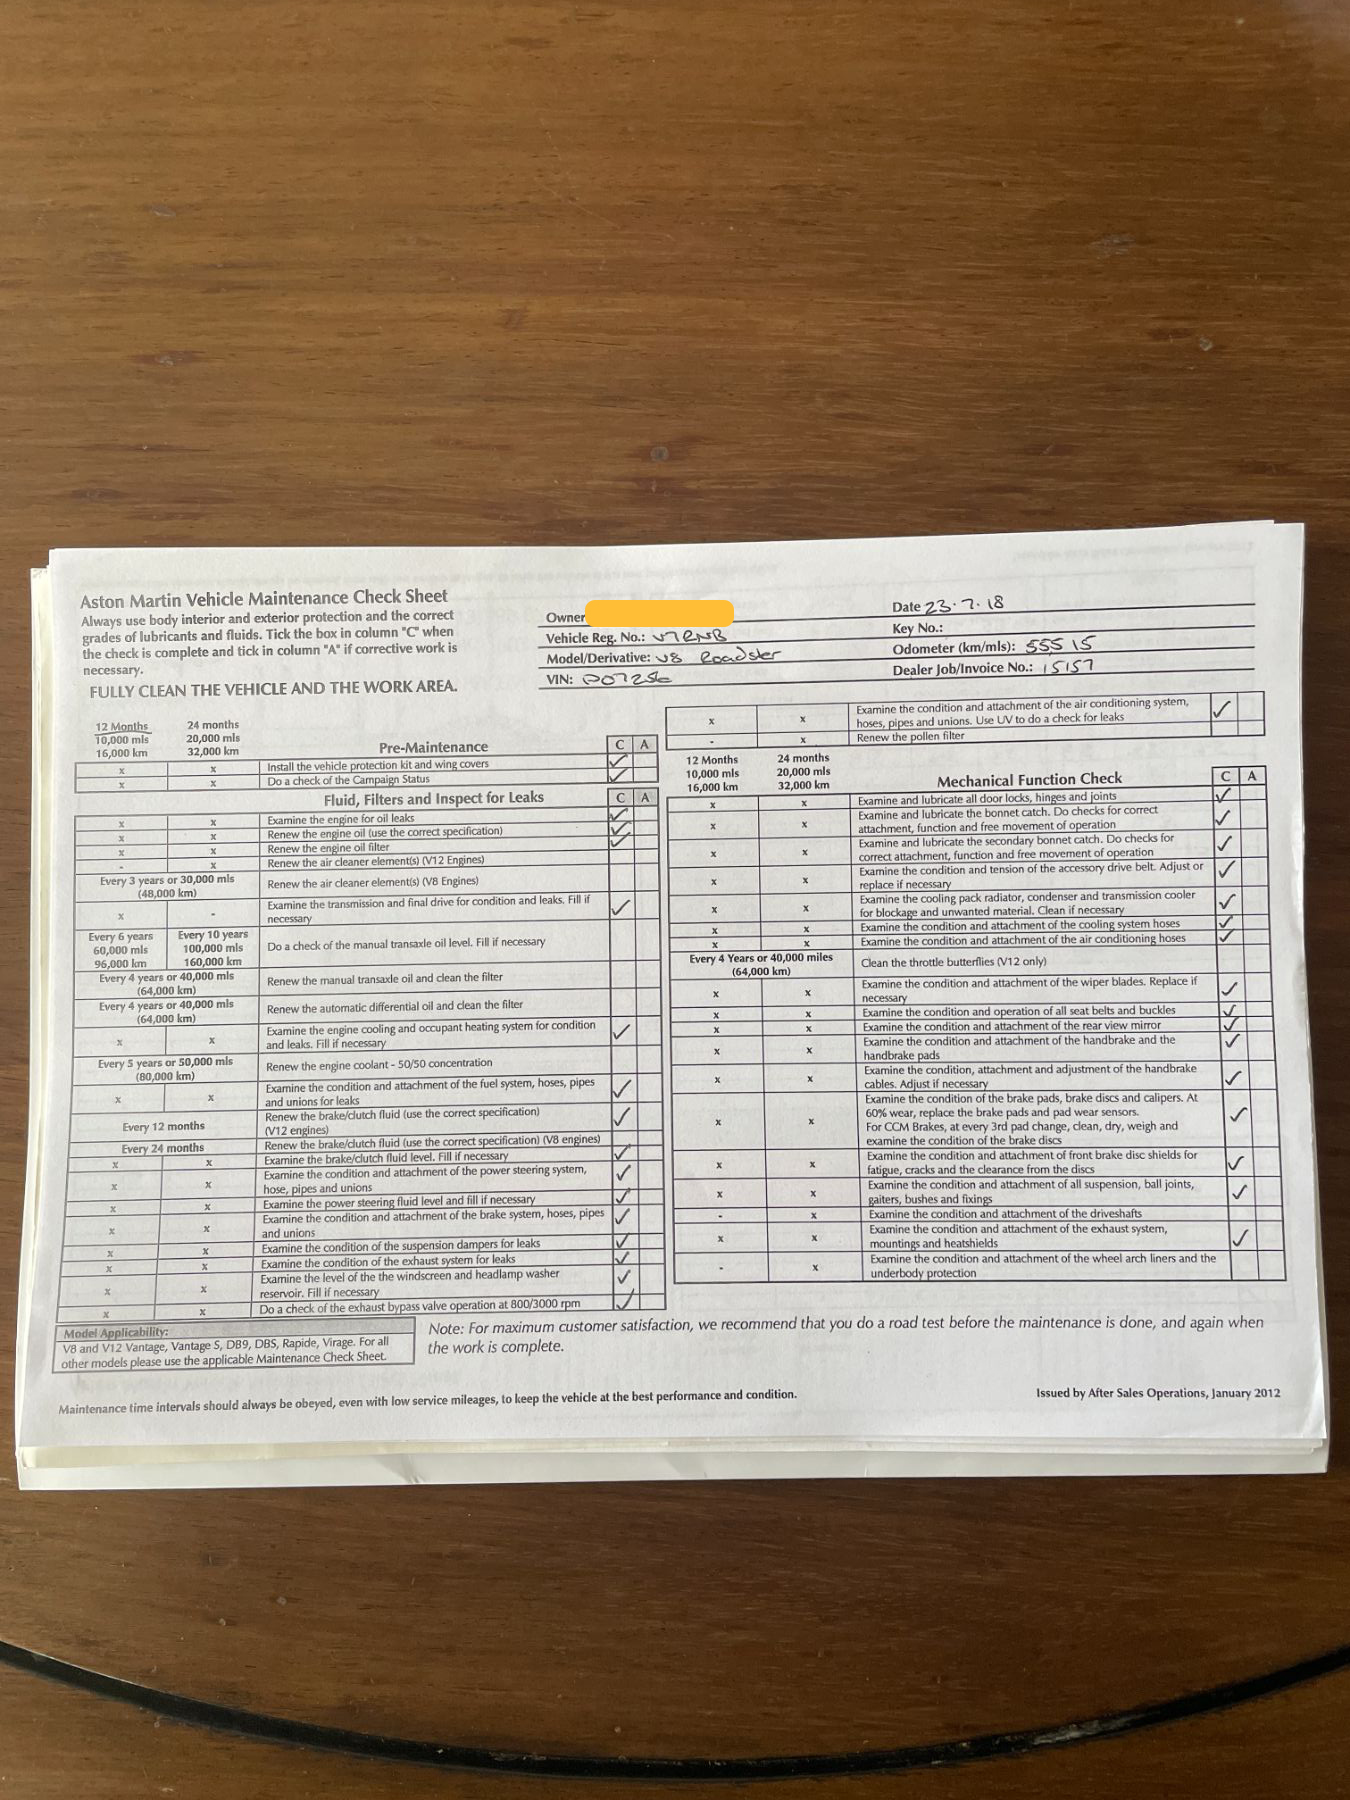 Aston Martin Vehicle Maintenance Check Sheet
Always use body interior and exterior protection and the correct
grades of lubricants and fluids. Tick the box in column "C" when
the check is complete and tick in column "A" if corrective work is
necessary.
FULLY CLEAN THE VEHICLE AND THE WORK AREA.
Owner
Vehicle Reg. No.: V7RNB
Model/Derivative: V8 Roadster
VIN:
Date 23.7.18
Key No.:
Odometer (km/mls): 55515
Dealer Job/Invoice No.: 15157
12 Months 24 months
10,000 mls 20,000 mls
16,000 km 32,000 km
Pre-Maintenance C A
x x Install the vehicle protection kit and wing covers ✓
x x Do a check of the Campaign Status ✓
Fluid, Filters and Inspect for Leaks C A
x x Examine the engine for oil leaks ✓
x x Renew the engine oil (use the correct specification) ✓
x x Renew the engine oil filter ✓
- x Renew the air cleaner element(s) (V12 Engines)
Every 3 years or 30,000 mls
(48,000 km)
Renew the air cleaner element(s) (V8 Engines)
x - Examine the transmission and final drive for condition and leaks. Fill if
necessary ✓
Every 6 years Every 10 years
60,000 mls 100,000 mls
96,000 km 160,000 km
Do a check of the manual transaxle oil level. Fill if necessary
Every 4 years or 40,000 mls
(64,000 km)
Renew the manual transaxle oil and clean the filter
Every 4 years or 40,000 mls
(64,000 km)
Renew the automatic differential oil and clean the filter
x x Examine the engine cooling and occupant heating system for condition
and leaks. Fill if necessary ✓
Every 5 years or 50,000 mls
(80,000 km)
Renew the engine coolant - 50/50 concentration
x x Examine the condition and attachment of the fuel system, hoses, pipes
and unions for leaks ✓
Every 12 months Renew the brake/clutch fluid (use the correct specification)
(V12 engines) ✓
Every 24 months Renew the brake/clutch fluid (use the correct specification) (V8 engines)
x x Examine the brake/clutch fluid level. Fill if necessary ✓
x x Examine the condition and attachment of the power steering system,
hose, pipes and unions ✓
x x Examine the power steering fluid level and fill if necessary ✓
x x Examine the condition and attachment of the brake system, hoses, pipes
and unions ✓
x x Examine the condition of the suspension dampers for leaks ✓
x x Examine the condition of the exhaust system for leaks ✓
x x Examine the level of the the windscreen and headlamp washer
reservoir. Fill if necessary ✓
x x Do a check of the exhaust bypass valve operation at 800/3000 rpm ✓
Model Applicability:
V8 and V12 Vantage, Vantage S, DB9, DBS, Rapide, Virage. For all
other models please use the applicable Maintenance Check Sheet.
x x Examine the condition and attachment of the air conditioning system,
hoses, pipes and unions. Use UV to do a check for leaks ✓
- x Renew the pollen filter
12 Months 24 months
10,000 mls 20,000 mls
16,000 km 32,000 km
Mechanical Function Check C A
x x Examine and lubricate all door locks, hinges and joints ✓
x x Examine and lubricate the bonnet catch. Do checks for correct
attachment, function and free movement of operation ✓
x x Examine and lubricate the secondary bonnet catch. Do checks for
correct attachment, function and free movement of operation ✓
x x Examine the condition and tension of the accessory drive belt. Adjust or
replace if necessary ✓
x x Examine the cooling pack radiator, condenser and transmission cooler
for blockage and unwanted material. Clean if necessary ✓
x x Examine the condition and attachment of the cooling system hoses ✓
x x Examine the condition and attachment of the air conditioning hoses ✓
Every 4 Years or 40,000 miles
(64,000 km)
Clean the throttle butterflies (V12 only)
x x Examine the condition and attachment of the wiper blades. Replace if
necessary ✓
x x Examine the condition and operation of all seat belts and buckles ✓
x x Examine the condition and attachment of the rear view mirror ✓
x x Examine the condition and attachment of the handbrake and the
handbrake pads ✓
x x Examine the condition, attachment and adjustment of the handbrake
cables. Adjust if necessary ✓
x x Examine the condition of the brake pads, brake discs and calipers. At
60% wear, replace the brake pads and pad wear sensors.
For CCM Brakes, at every 3rd pad change, clean, dry, weigh and
examine the condition of the brake discs ✓
x x Examine the condition and attachment of front brake disc shields for
fatigue, cracks and the clearance from the discs ✓
x x Examine the condition and attachment of all suspension, ball joints,
gaiters, bushes and fixings ✓
- x Examine the condition and attachment of the driveshafts
x x Examine the condition and attachment of the exhaust system,
mountings and heatshields ✓
- x Examine the condition and attachment of the wheel arch liners and the
underbody protection
Note: For maximum customer satisfaction, we recommend that you do a road test before the maintenance is done, and again when
the work is complete.
Maintenance time intervals should always be obeyed, even with low service mileages, to keep the vehicle at the best performance and condition.
Issued by After Sales Operations, January 2012